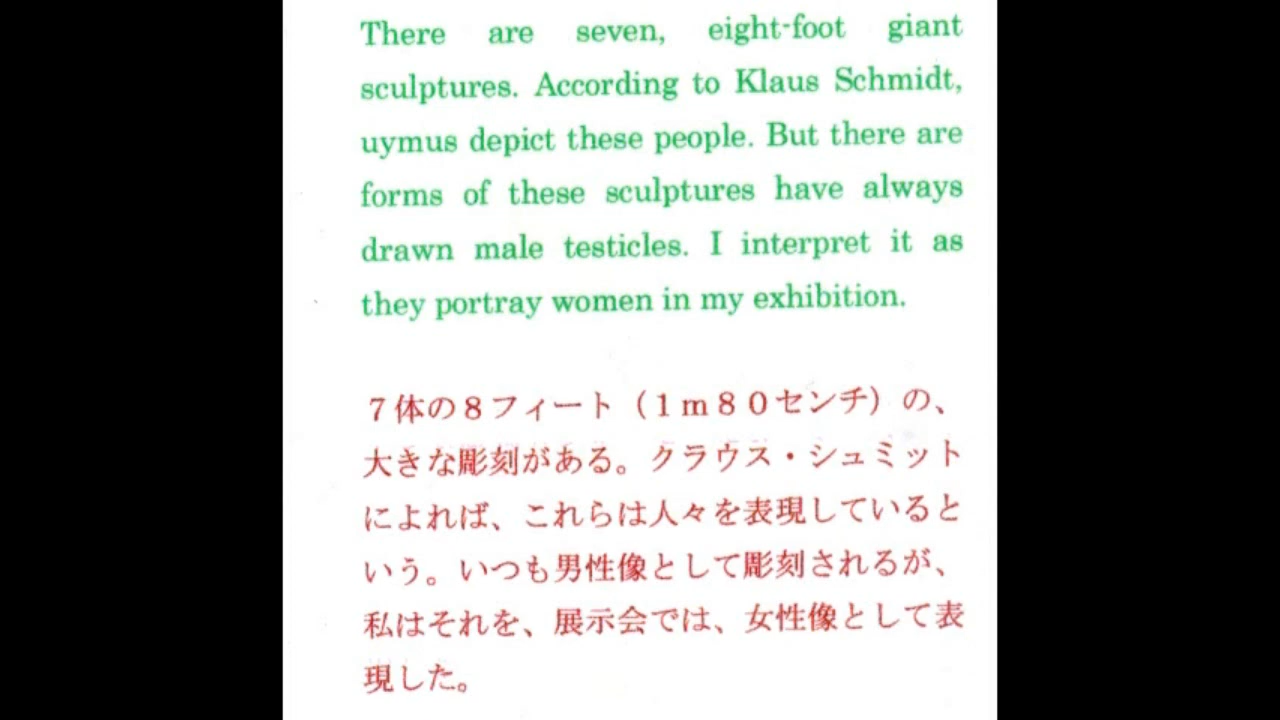 There are seven, eight-foot giant
sculptures. According to Klaus Schmidt,
uymus depict these people. But there are
forms of these sculptures have always
drawn male testicles. I interpret it as
they portray women in my exhibition.
７体の８フィート（１ｍ８０センチ）の、
大きな彫刻がある。クラウス・シュミット
によれば、これらは人々を表現していると
いう。いつも男性像として彫刻されるが、
私はそれを、展示会では、女性像として表
現した。